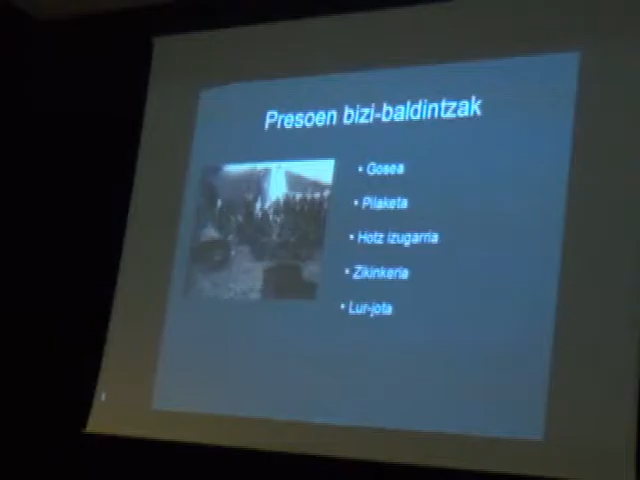 Presoen bizi-baldintzak
• Gosea
• Pilaketa
• Hotz izugarria
• Zikinkeria
• Lur-jota